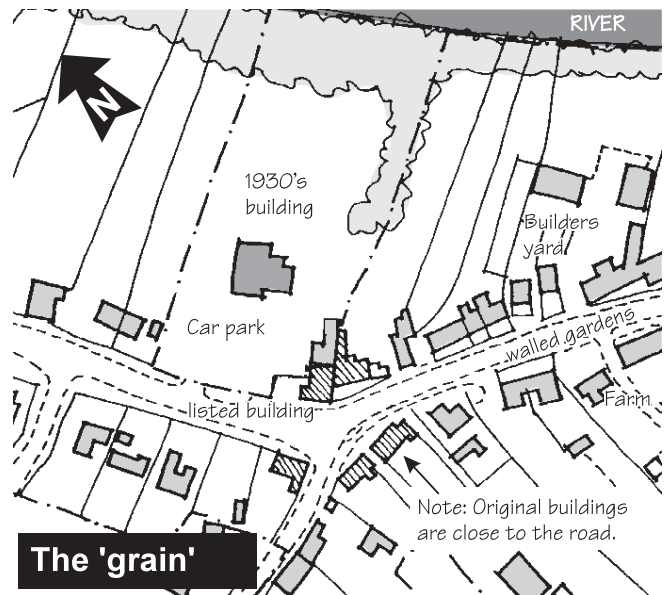 RIVER
N
1930's
building
Builders
yard
Car park
walled gardens
listed building
Farm
Note: Original buildings
are close to the road.
The 'grain'